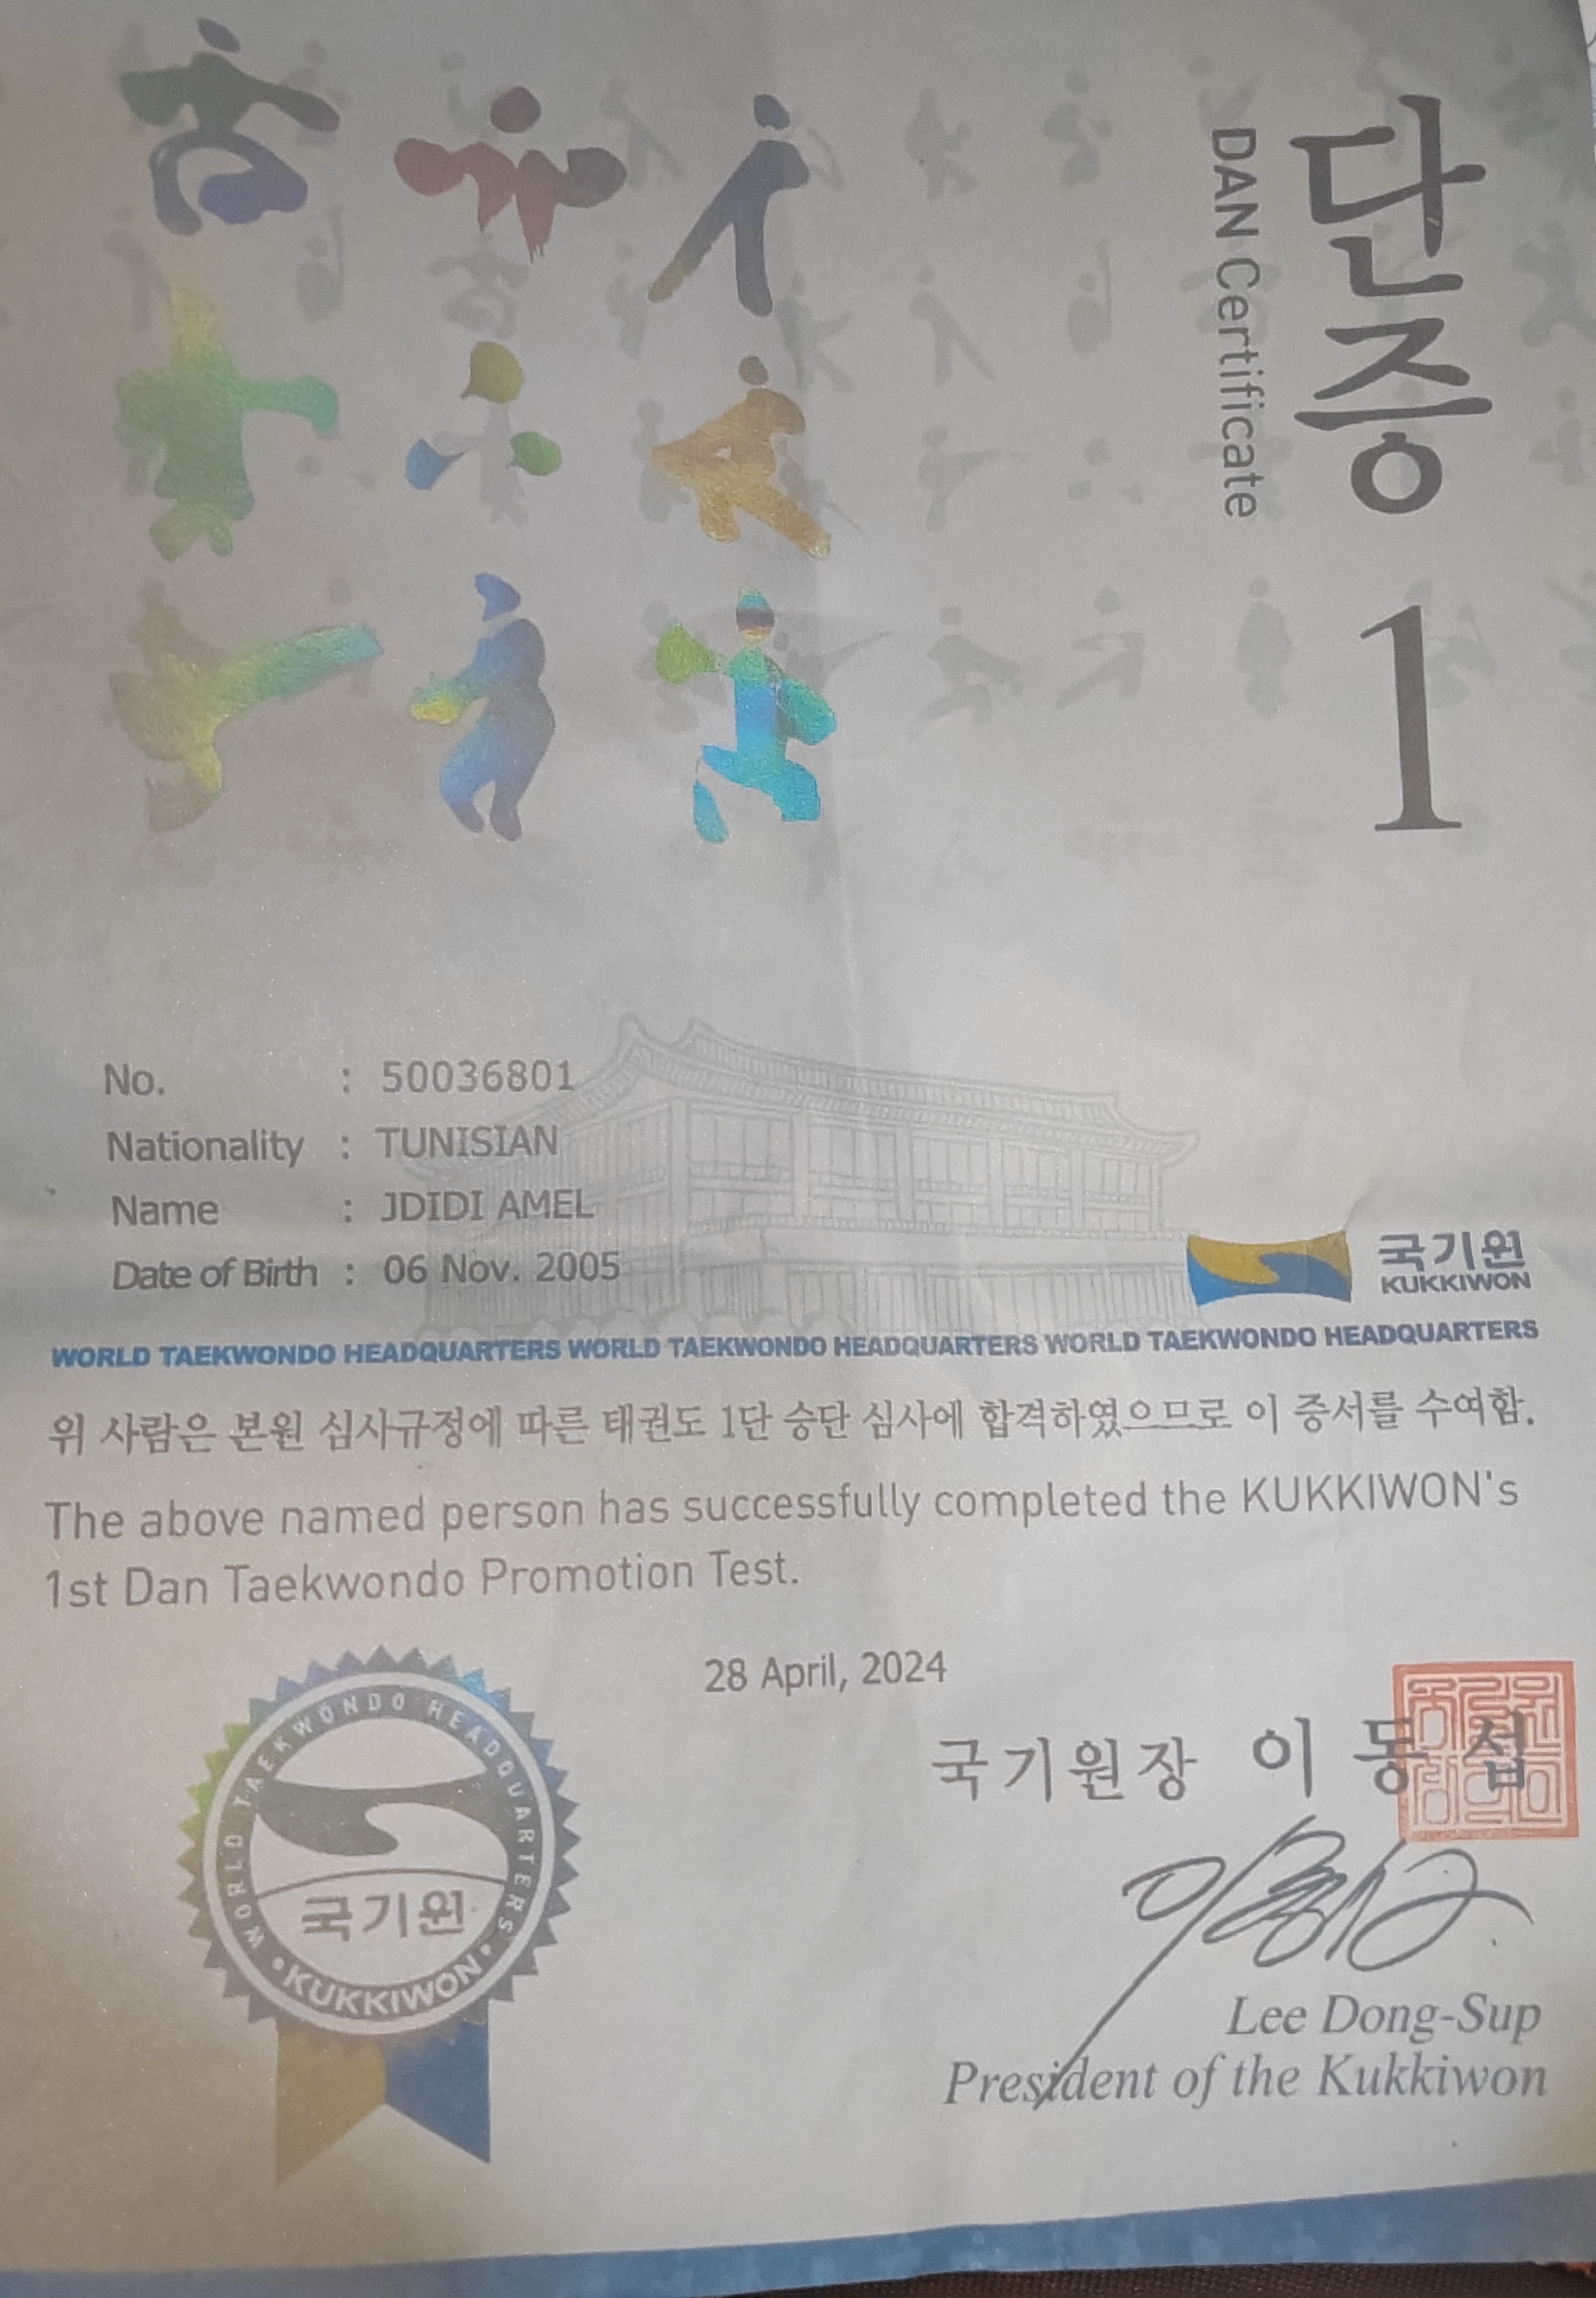 단증 1
DAN Certificate
No. : 50036801
Nationality : TUNISIAN
Name : JDIDI AMEL
Date of Birth : 06 Nov. 2005
국기원
KUKKIWON
WORLD TAEKWONDO HEADQUARTERS WORLD TAEKWONDO HEADQUARTERS WORLD TAEKWONDO HEADQUARTERS
위 사람은 본원 심사규정에 따른 태권도 1단 승단 심사에 합격하였으므로 이 증서를 수여함.
The above named person has successfully completed the KUKKIWON's
1st Dan Taekwondo Promotion Test.
28 April, 2024
WORLD TAEKWONDO HEADQUARTERS
국기원
KUKKIWON
국기원장 이동섭
Lee Dong-Sup
President of the Kukkiwon